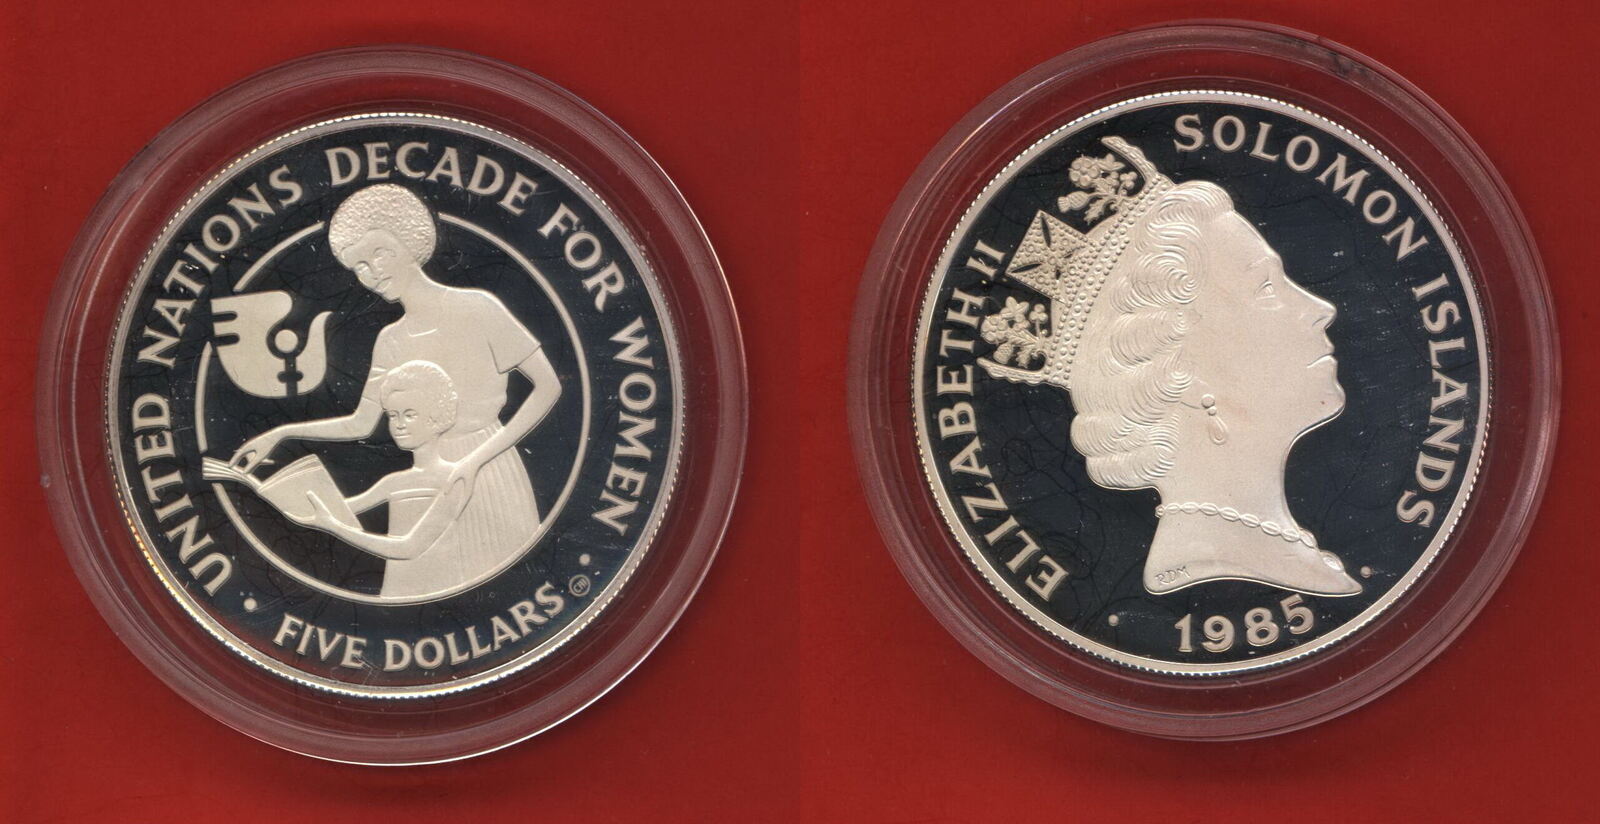 UNITED NATIONS DECADE FOR WOMEN
• FIVE DOLLARS •
ELIZABETH II
SOLOMON ISLANDS
RDM
• 1985 •